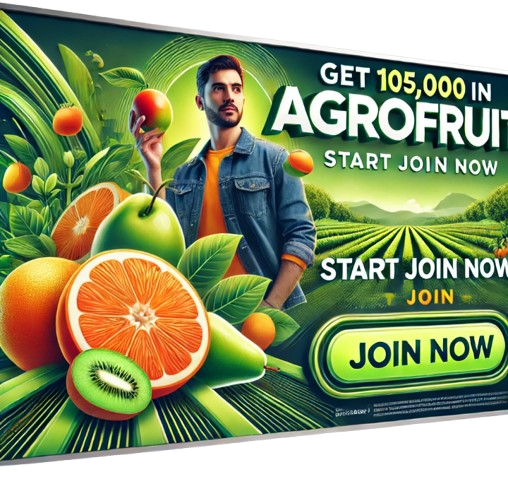 GET 105,000 IN
AGROFRUIT
START JOIN NOW
START JOIN NOW
JOIN
JOIN NOW